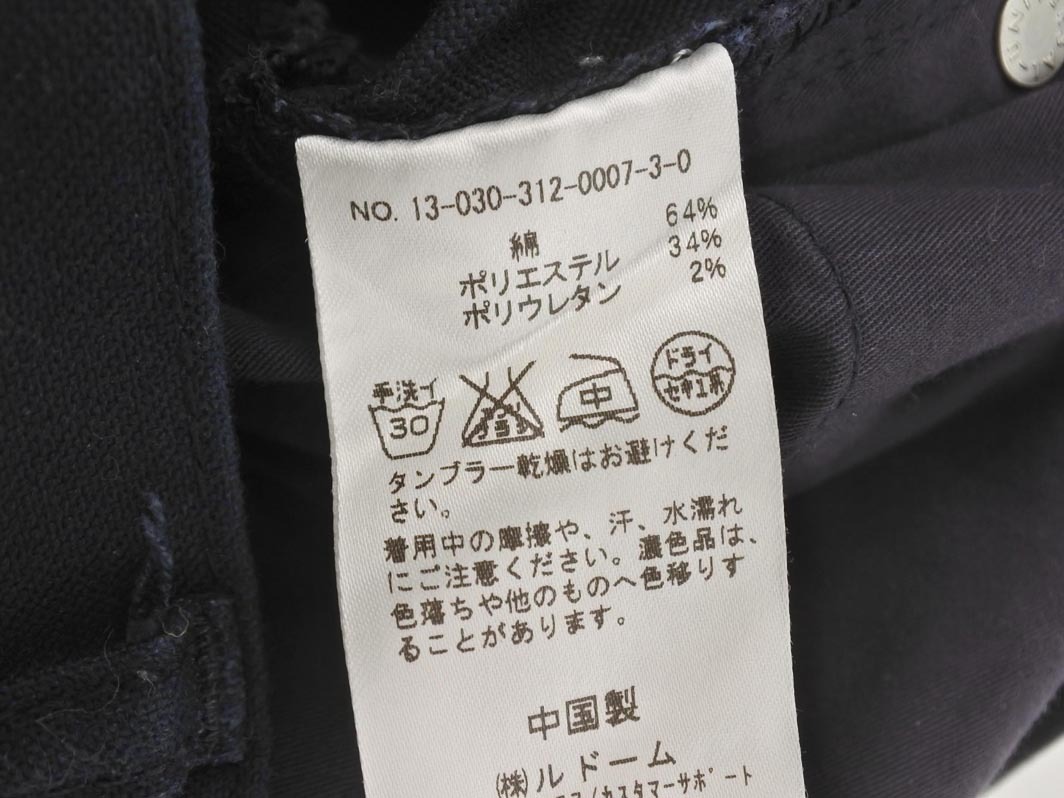 NO. 13-030-312-0007-3-0
綿 64%
ポリエステル 34%
ポリウレタン 2%
手洗イ
30
中
ドライ
セキユ系
タンブラー乾燥はお避けくだ
さい。
着用中の摩擦や、汗、水濡れ
にご注意ください。濃色品は、
色落ちや他のものへ色移りす
ることがあります。
中国製
(株)ルドーム
カスタマーサポート